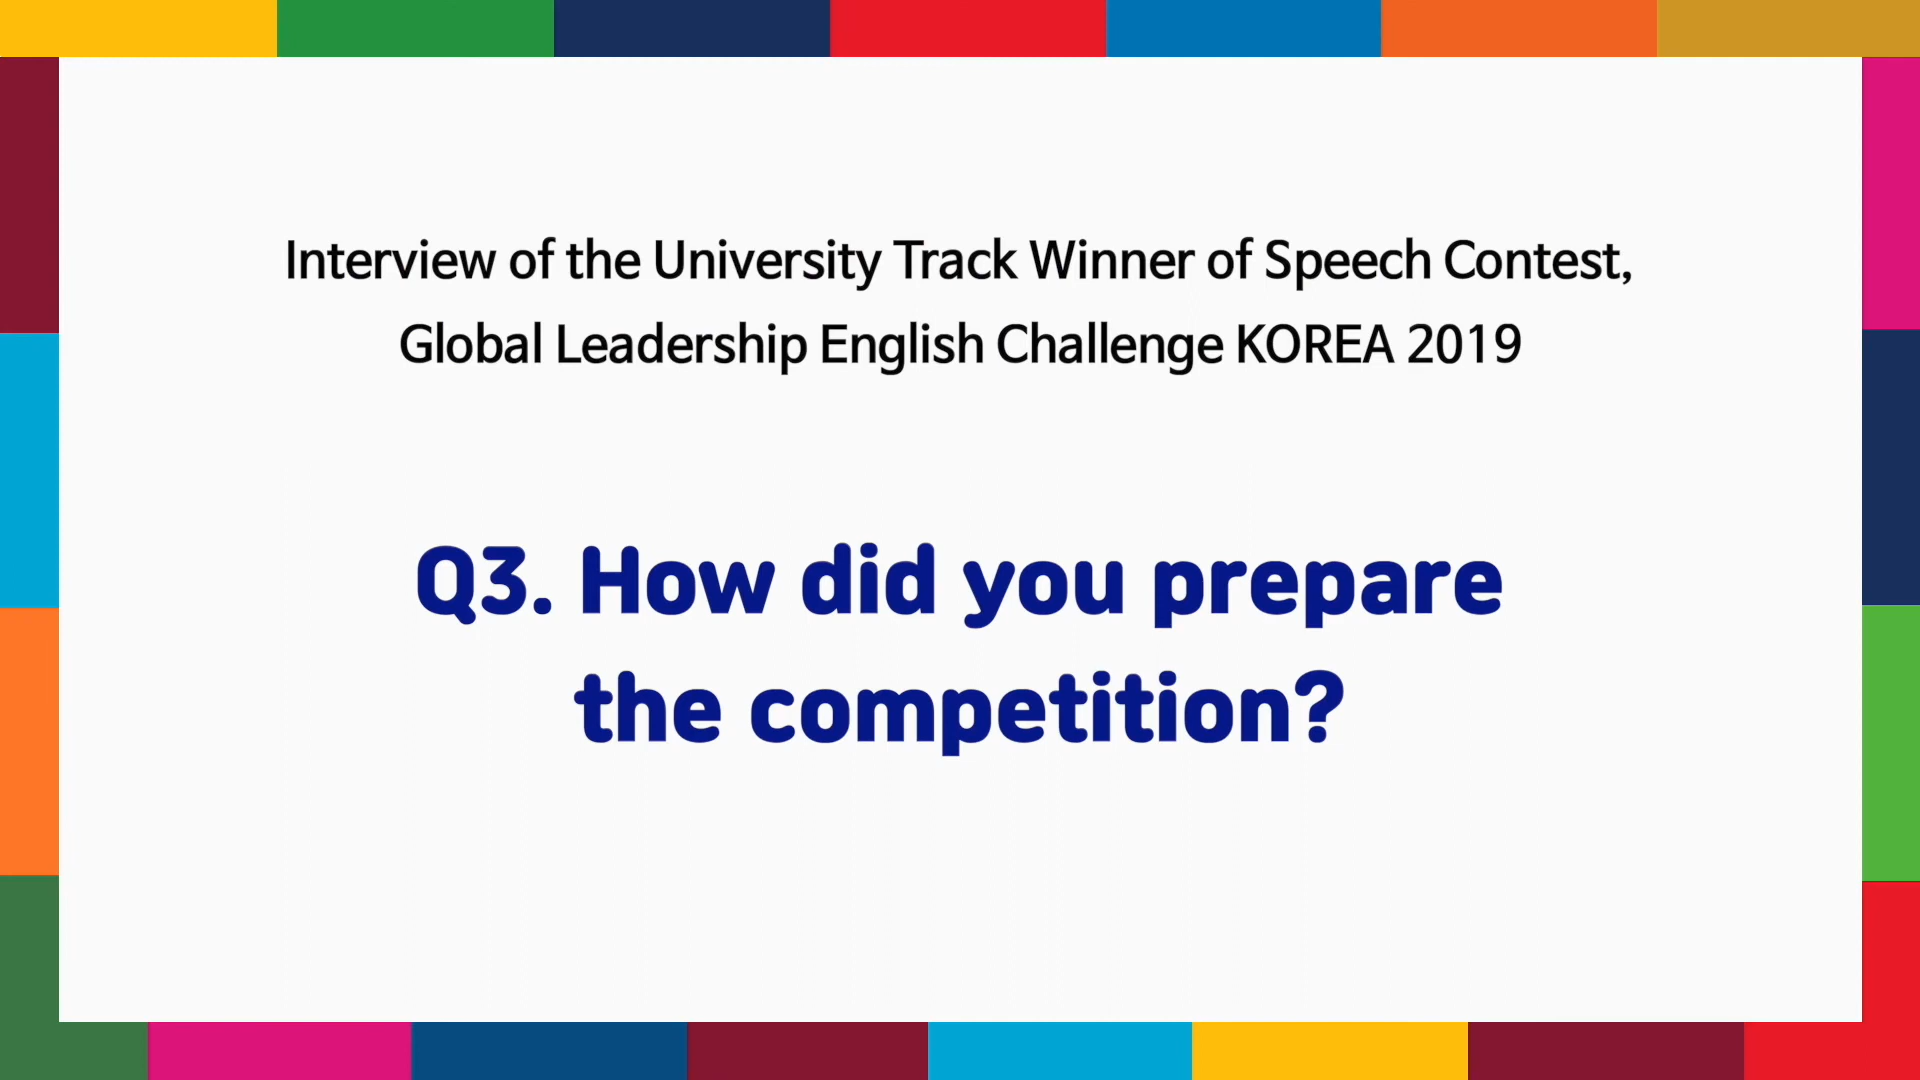 Interview of the University Track Winner of Speech Contest,
Global Leadership English Challenge KOREA 2019
Q3. How did you prepare
the competition?